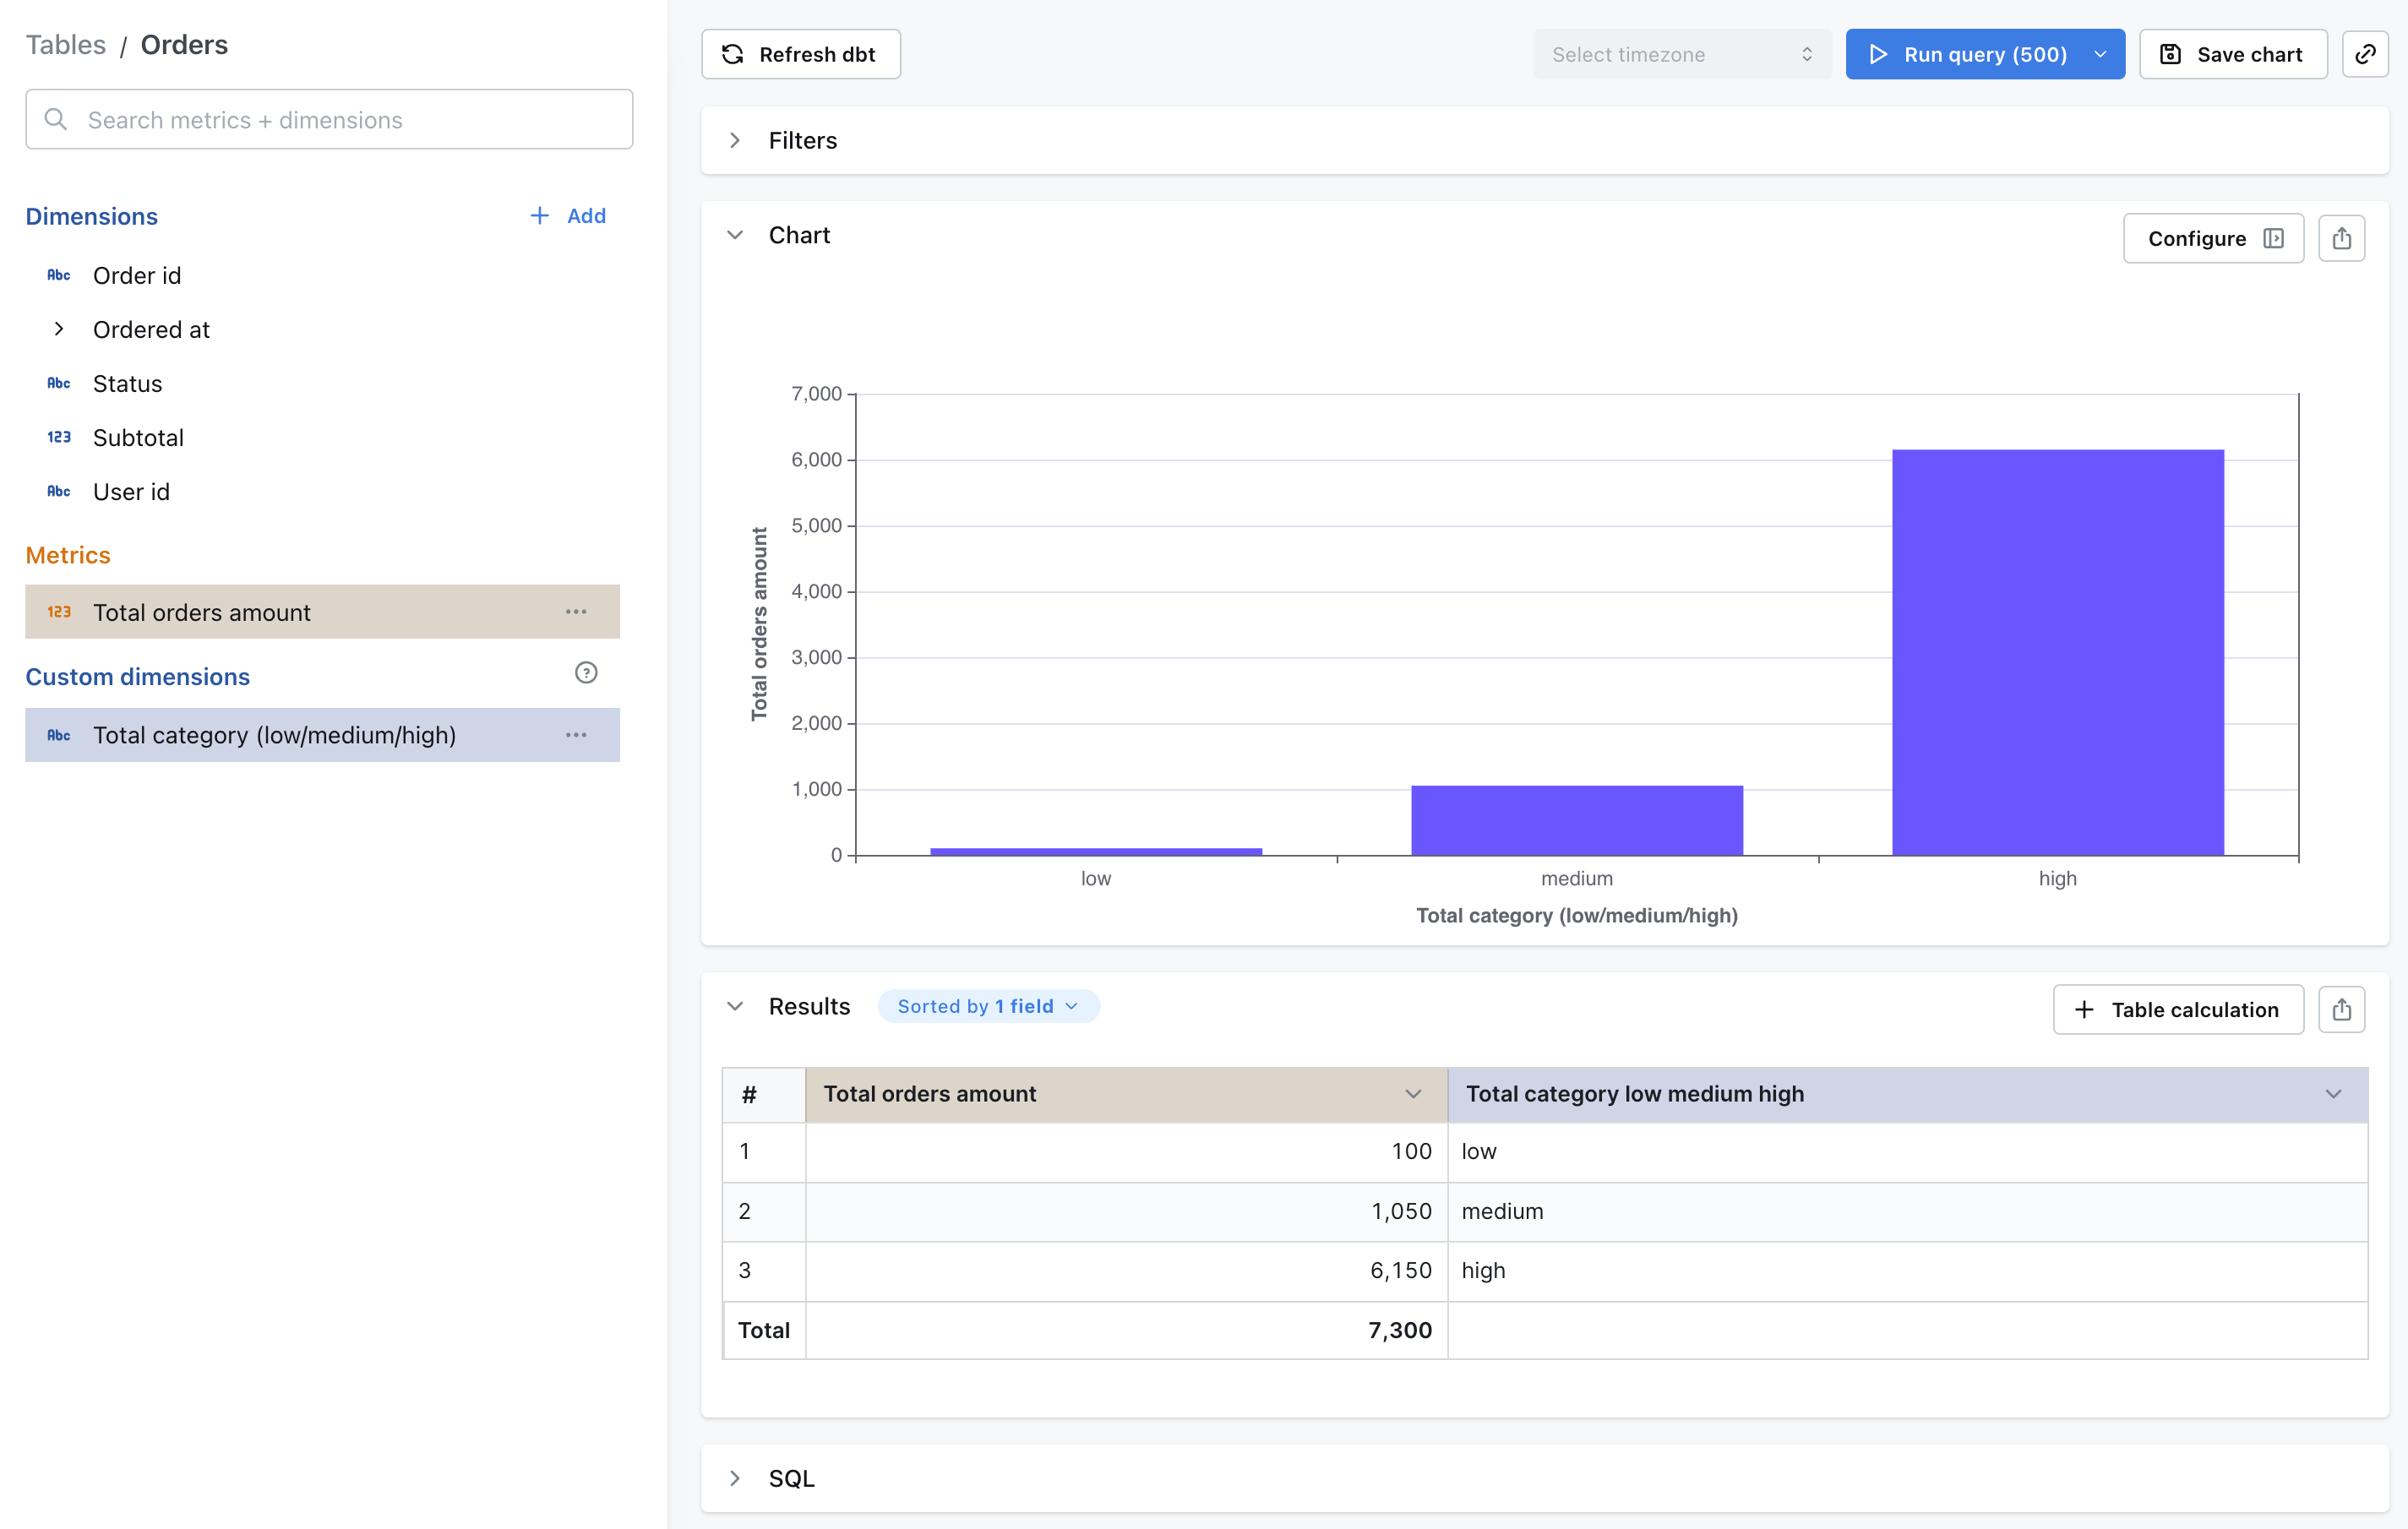 Tables / Orders
Search metrics + dimensions
Dimensions
Add
Abc Order id
Ordered at
Abc Status
123 Subtotal
Abc User id
Metrics
123 Total orders amount
Custom dimensions
?
Abc Total category (low/medium/high)
Refresh dbt
Select timezone
Run query (500)
Save chart
Filters
Chart
Configure
7,000
6,000
5,000
4,000
3,000
2,000
1,000
0
Total orders amount
low
medium
high
Total category (low/medium/high)
Results
Sorted by 1 field
Table calculation
# Total orders amount Total category low medium high
1 100 low
2 1,050 medium
3 6,150 high
Total 7,300
SQL